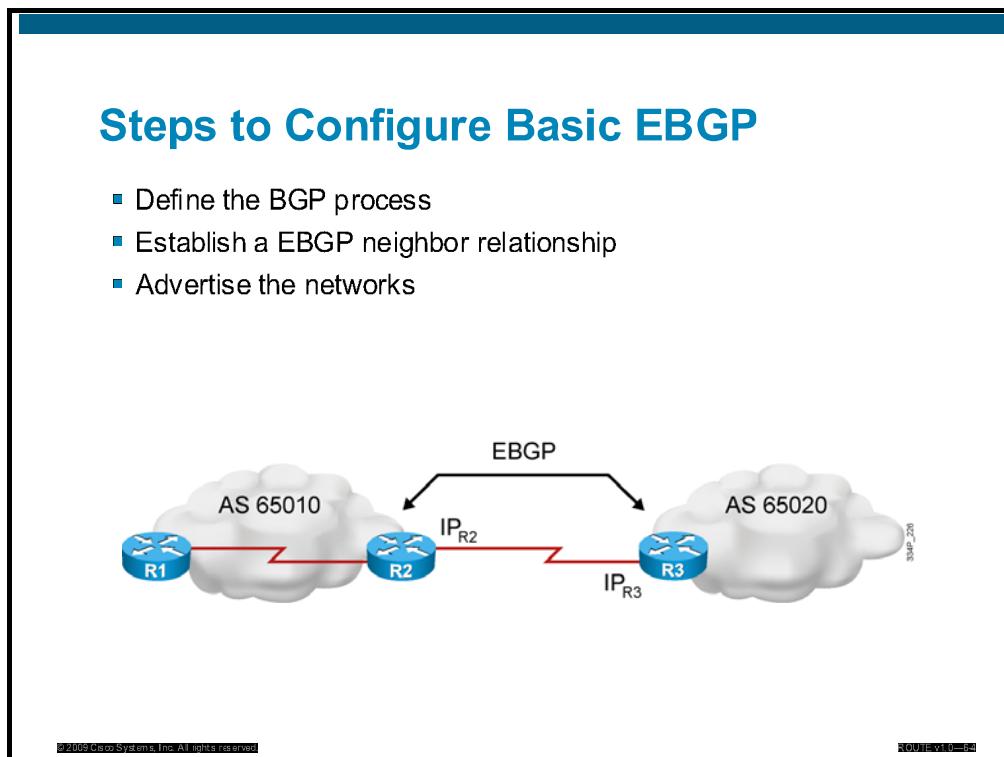 Steps to Configure Basic EBGP
Define the BGP process
Establish a EBGP neighbor relationship
Advertise the networks
EBGP
AS 65010
AS 65020
IPR2
R1
R2
R3
IPR3
334P_226
© 2009 Cisco Systems, Inc. All rights reserved.
ROUTE v1.0—6-4